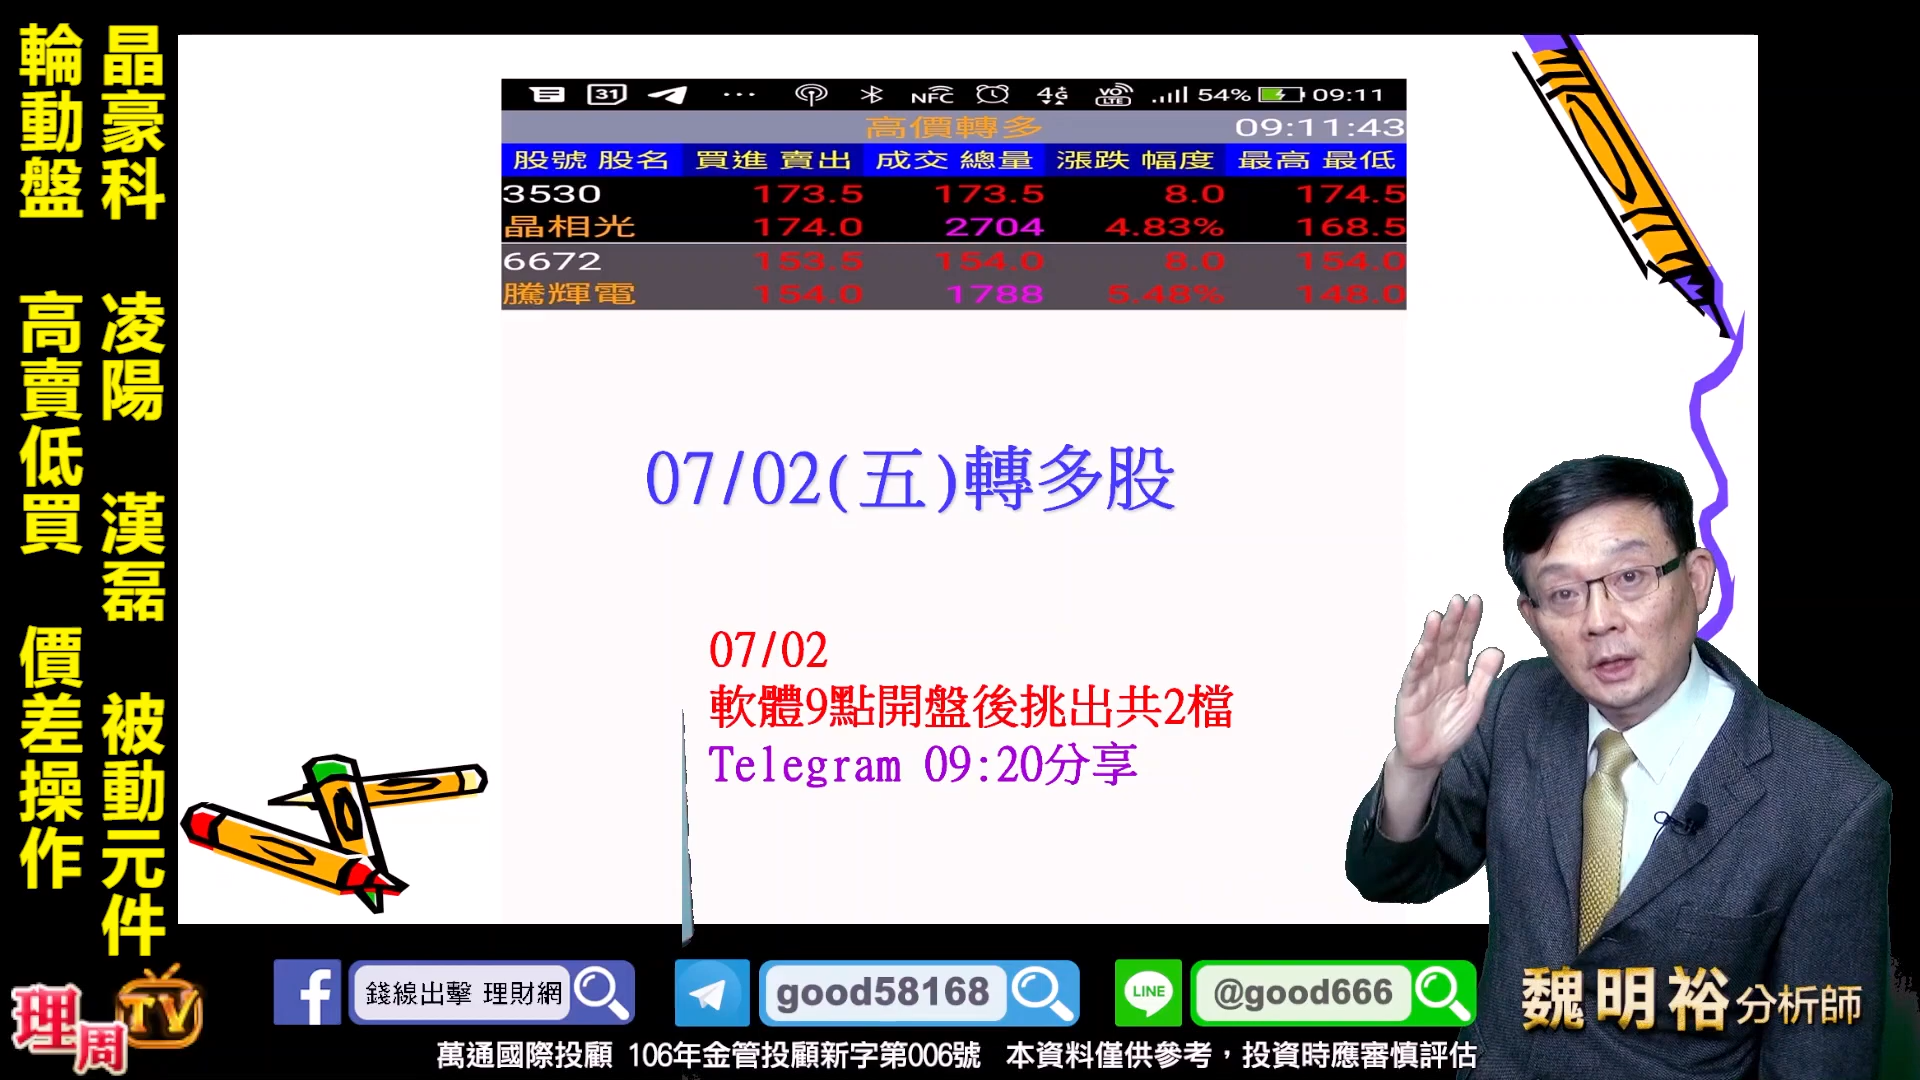 晶豪科 凌陽 漢磊 被動元件
輪動盤 高賣低買 價差操作
31 ... NFC 4G VO LTE 54% 09:11
高價轉多 09:11:43
股號 股名 買進 賣出 成交 總量 漲跌 幅度 最高 最低
3530 173.5 173.5 8.0 174.5
晶相光 174.0 2704 4.83% 168.5
6672 153.5 154.0 8.0 154.0
騰輝電 154.0 1788 5.48% 148.0
07/02(五)轉多股
07/02
軟體9點開盤後挑出共2檔
Telegram 09:20分享
理周TV
f 錢線出擊 理財網
good58168
LINE @good666
魏明裕分析師
萬通國際投顧 106年金管投顧新字第006號 本資料僅供參考，投資時應審慎評估